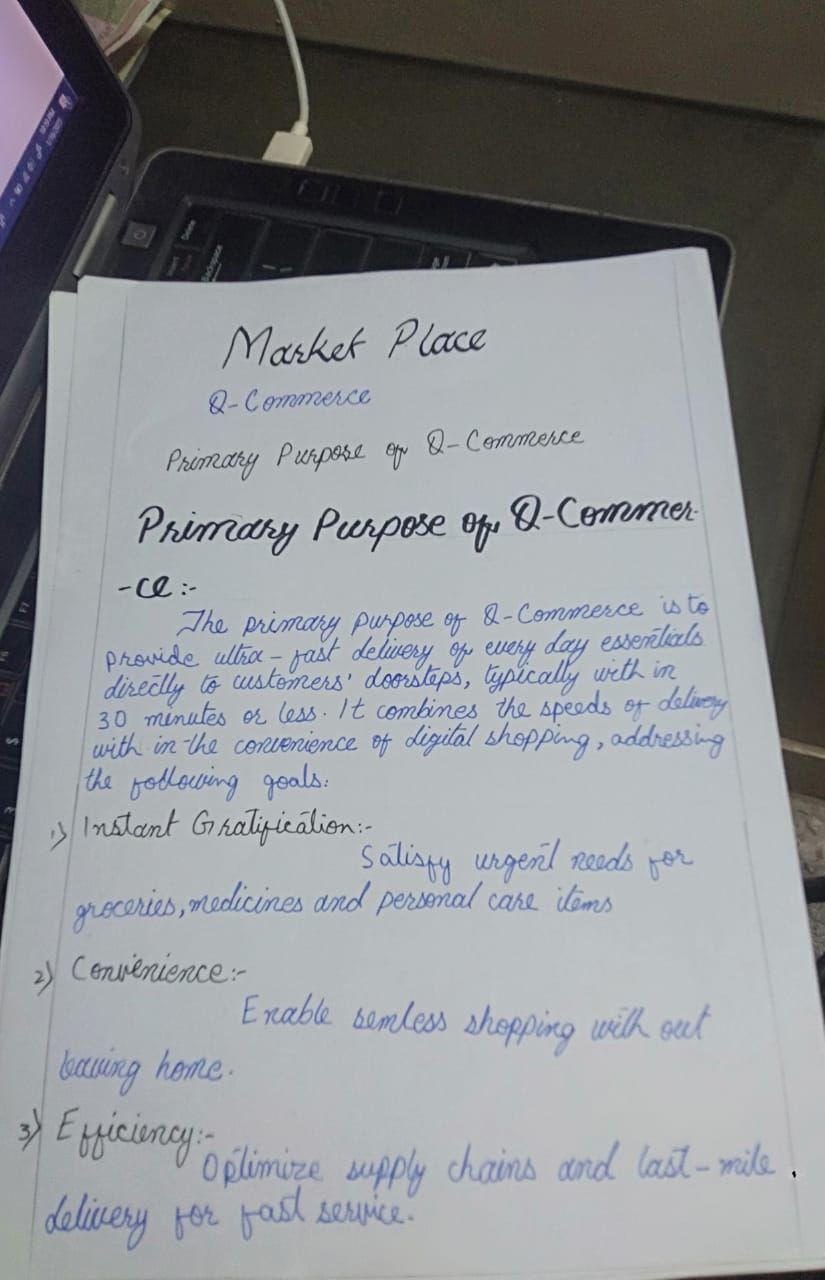 Market Place
Q-Commerce
Primary Purpose of Q-Commerce
Primary Purpose of Q-Commer-
-ce:-
The primary purpose of Q-Commerce is to
provide ultra-fast delivery of every day essentials
directly to customers' doorsteps, typically with in
30 minutes or less. It combines the speeds of delivery
with in the convenience of digital shopping, addressing
the following goals:
1) Instant Gratification:-
Satisfy urgent needs for
groceries, medicines and personal care items
2) Convenience:-
Enable semless shopping with out
leaving home.
3) Efficiency:-
Optimize supply chains and last-mile
delivery for fast service.